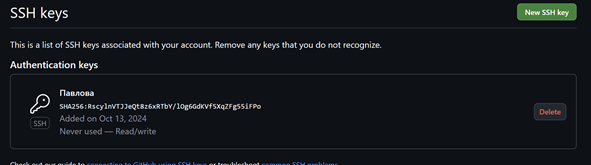 SSH keys
New SSH key
This is a list of SSH keys associated with your account. Remove any keys that you do not recognize.
Authentication keys
Павлова
SHA256:RscylnVTJJeQt8z6xRTbY/lOg6GdKVf5XqZFg55iFPo
Added on Oct 13, 2024
Never used — Read/write
SSH
Delete
Check out our guide to connecting to GitHub using SSH keys or troubleshoot common SSH problems.